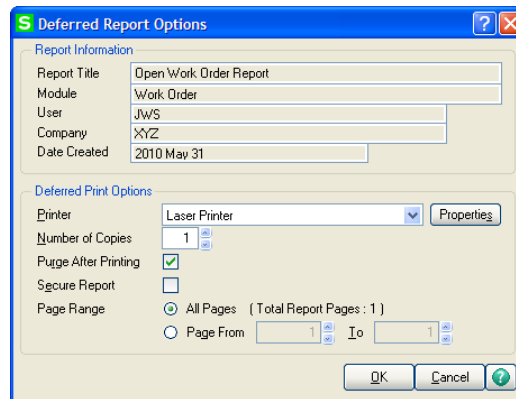 S Deferred Report Options
Report Information
Report Title Open Work Order Report
Module Work Order
User JWS
Company XYZ
Date Created 2010 May 31
Deferred Print Options
Printer Laser Printer Properties
Number of Copies 1
Purge After Printing
Secure Report
Page Range All Pages ( Total Report Pages : 1 )
Page From 1 To 1
OK Cancel ?